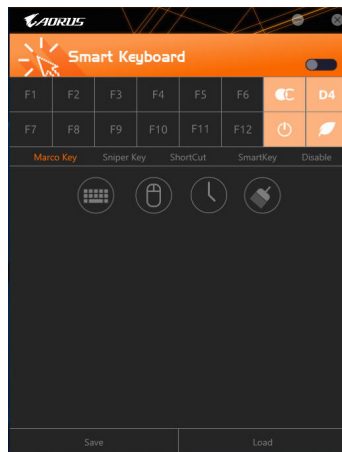 AORUS
Smart Keyboard
F1 F2 F3 F4 F5 F6 D4
F7 F8 F9 F10 F11 F12
Marco Key Sniper Key ShortCut SmartKey Disable
Save Load